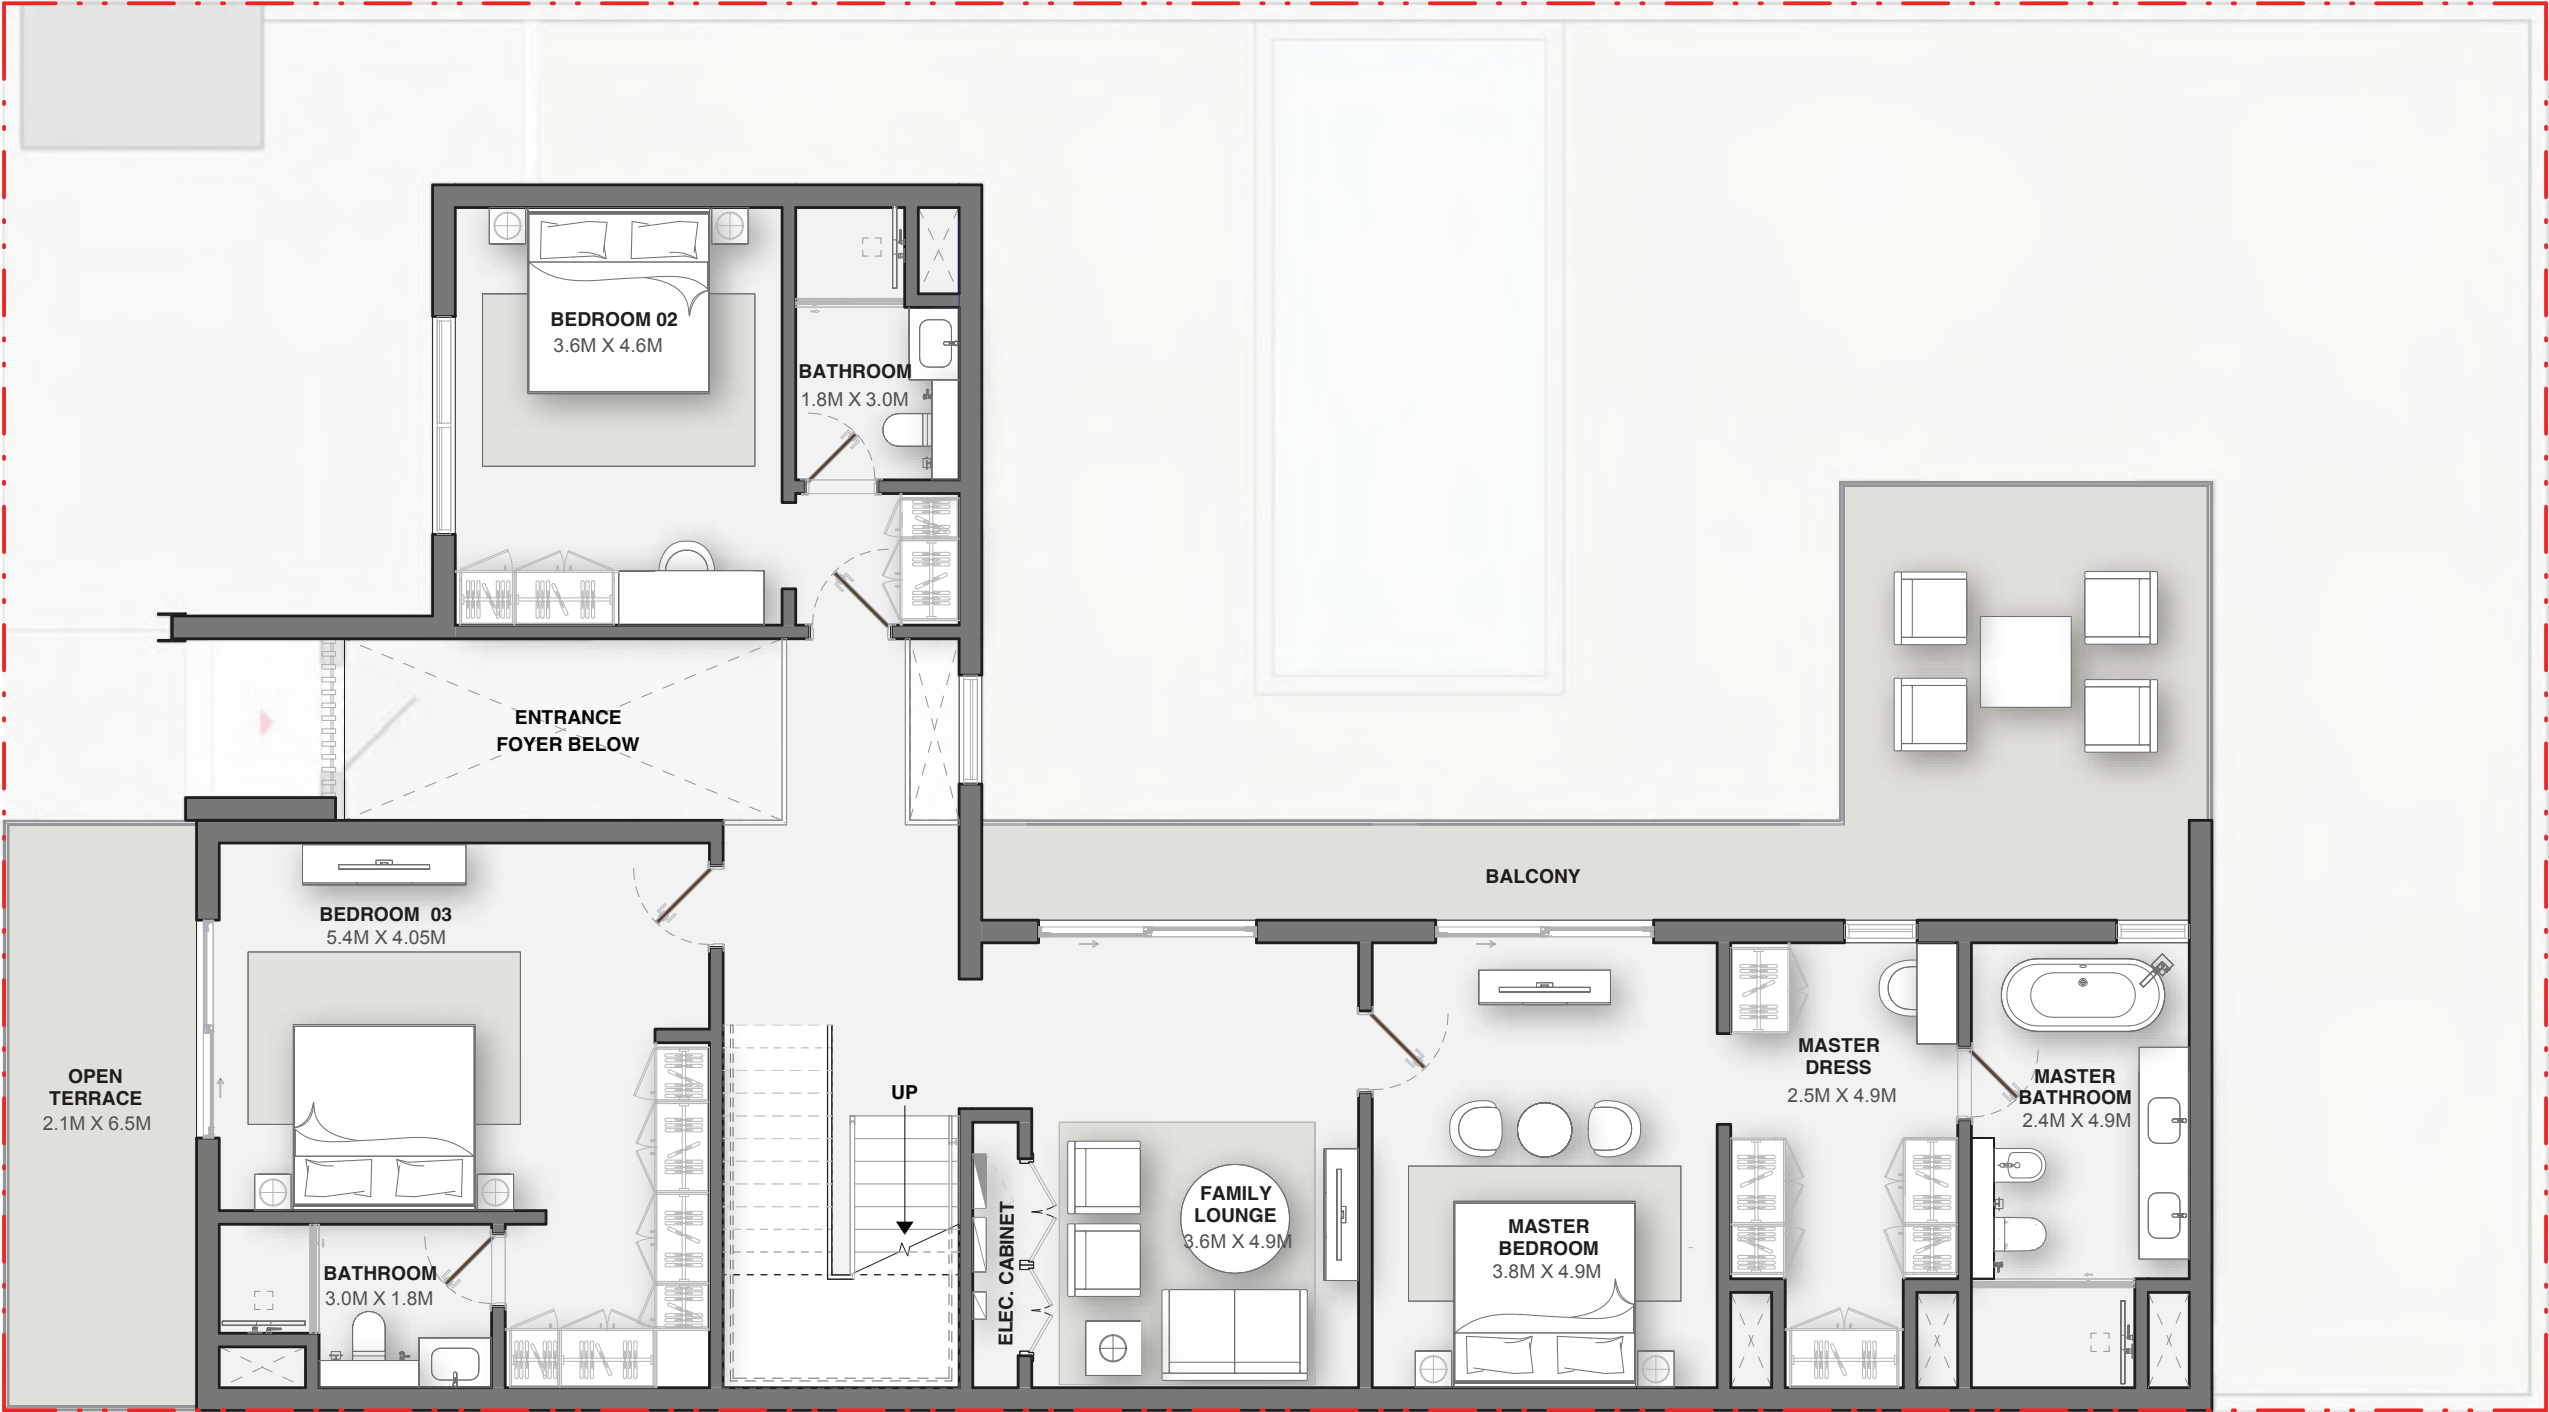 BEDROOM 02
3.6M X 4.6M
BATHROOM
1.8M X 3.0M
ENTRANCE
FOYER BELOW
BALCONY
BEDROOM 03
5.4M X 4.05M
OPEN
TERRACE
2.1M X 6.5M
UP
BATHROOM
3.0M X 1.8M
ELEC. CABINET
FAMILY
LOUNGE
3.6M X 4.9M
MASTER
BEDROOM
3.8M X 4.9M
MASTER
DRESS
2.5M X 4.9M
MASTER
BATHROOM
2.4M X 4.9M